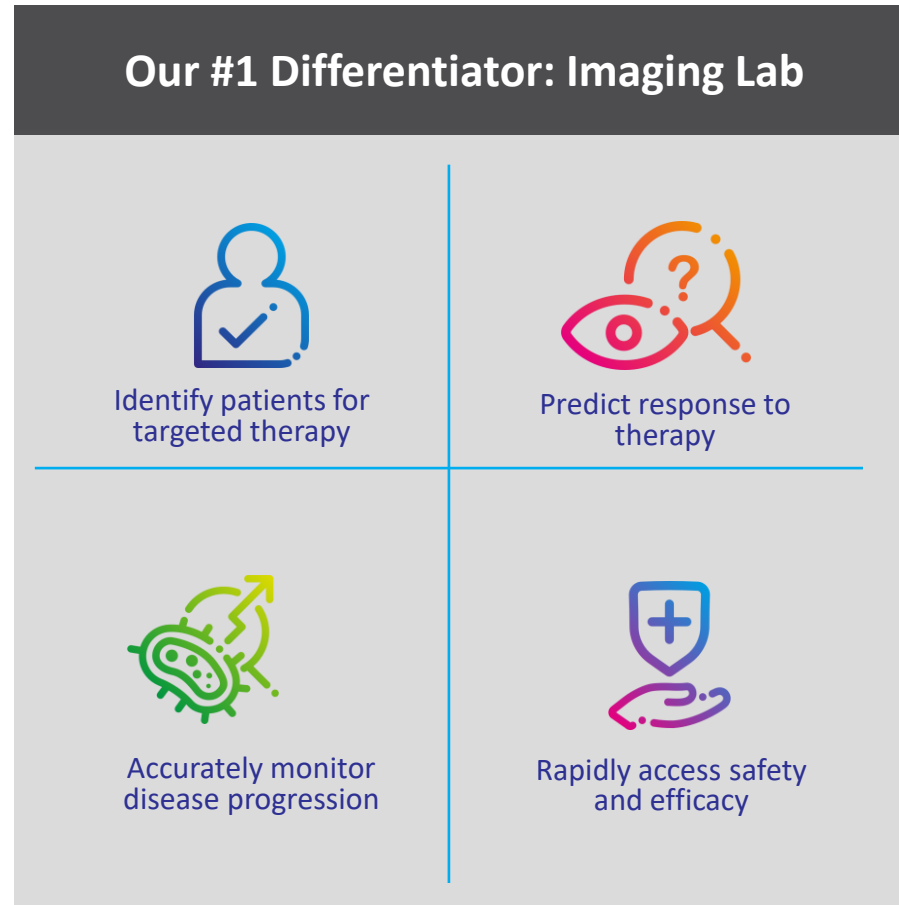 Our #1 Differentiator: Imaging Lab
Identify patients for
targeted therapy
?
Predict response to
therapy
Accurately monitor
disease progression
Rapidly access safety
and efficacy